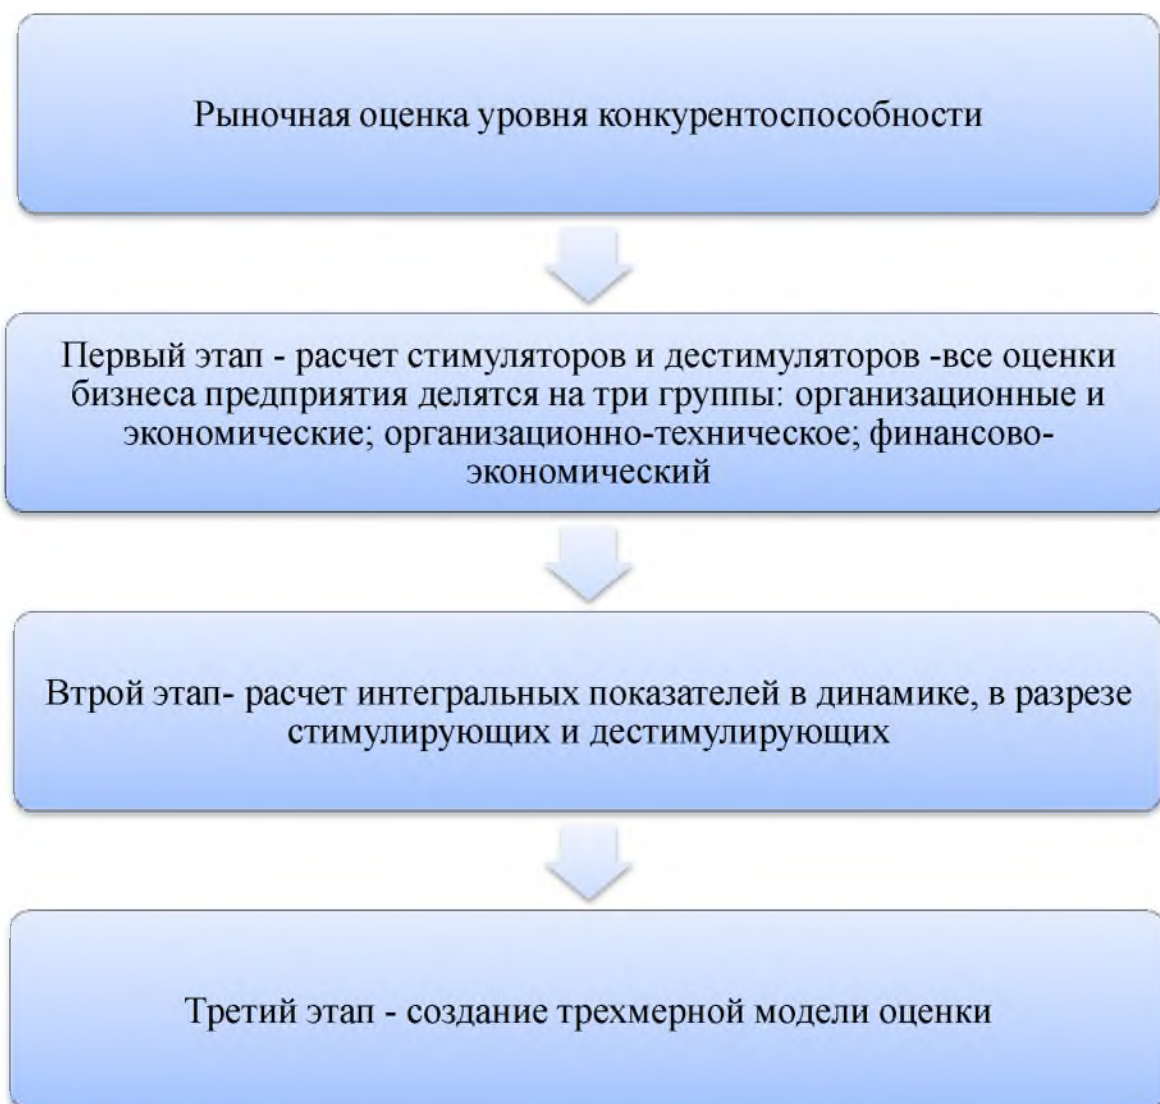 Рыночная оценка уровня конкурентоспособности
Первый этап - расчет стимуляторов и дестимуляторов -все оценки
бизнеса предприятия делятся на три группы: организационные и
экономические; организационно-техническое; финансово-
экономический
Втрой этап- расчет интегральных показателей в динамике, в разрезе
стимулирующих и дестимулирующих
Третий этап - создание трехмерной модели оценки